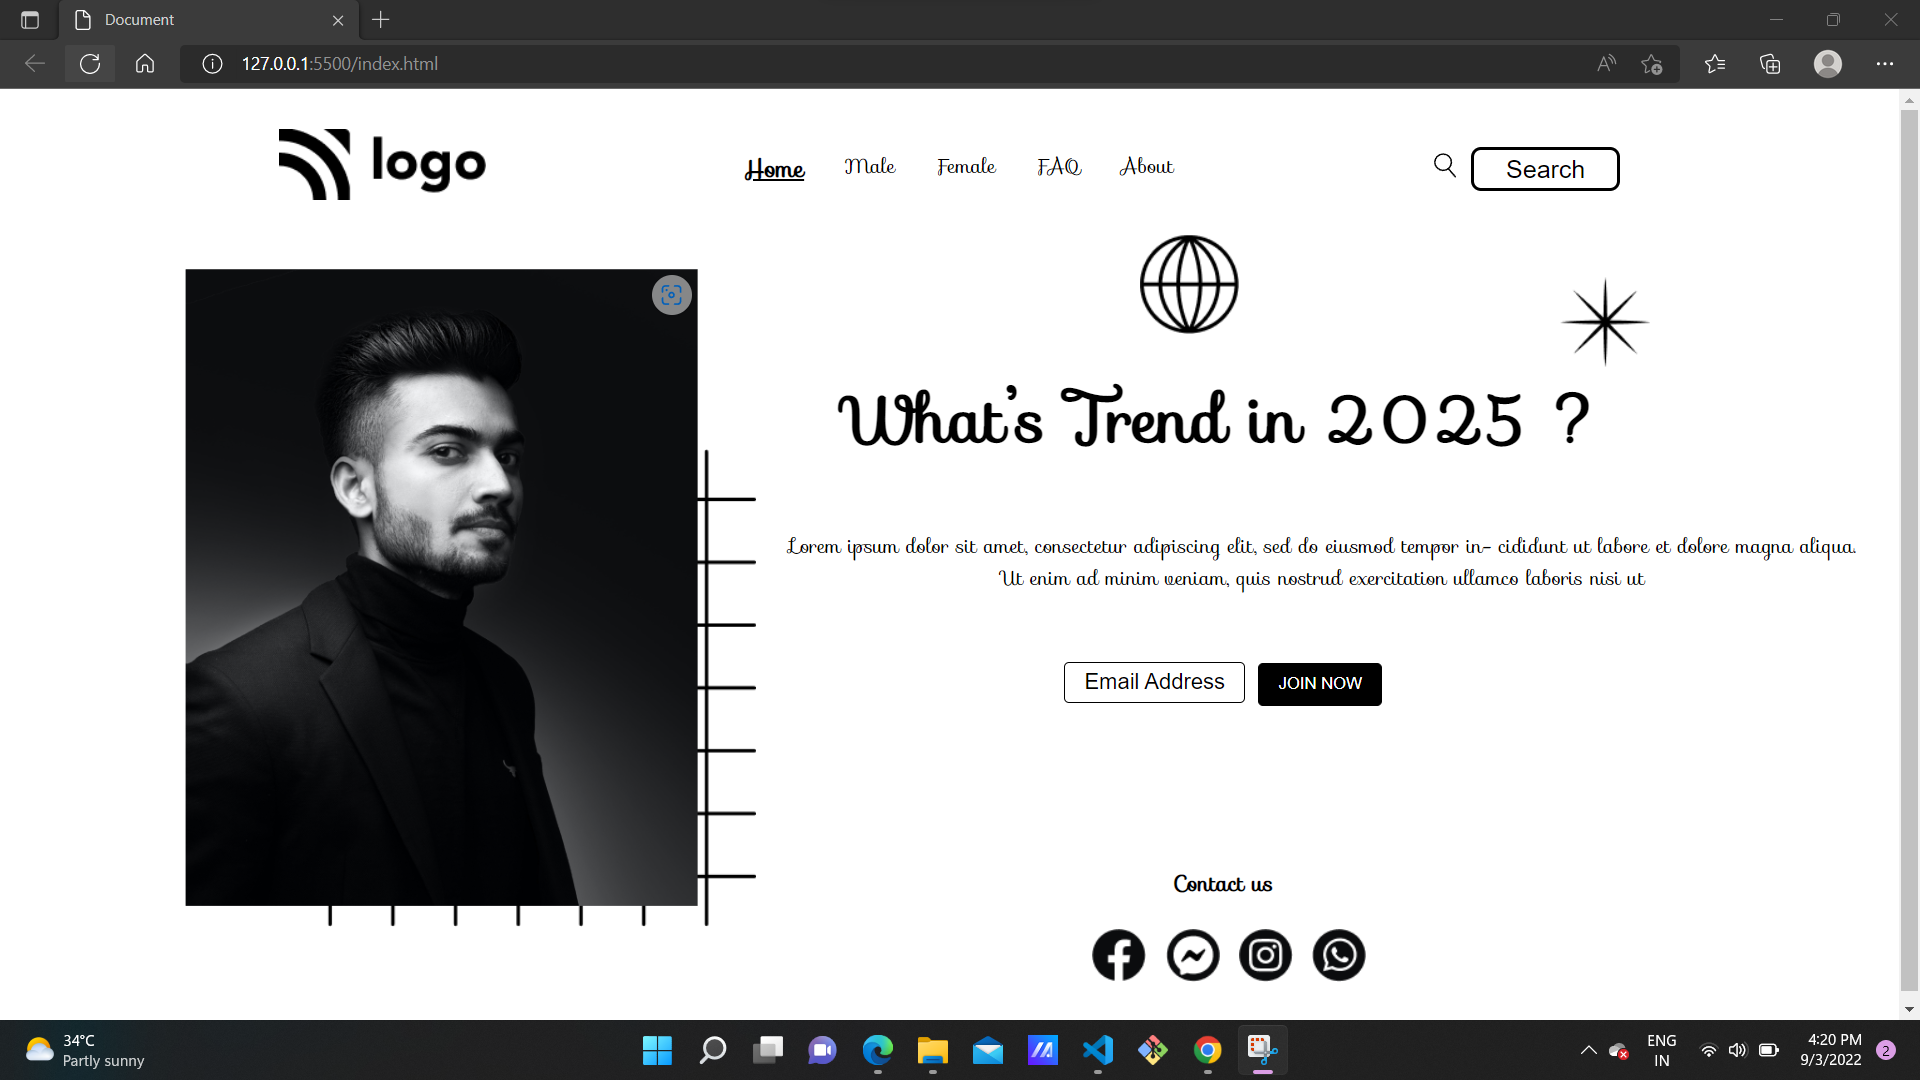 Document
127.0.0.1:5500/index.html
logo
Home Male Female FAQ About
Search
What's Trend in 2025 ?
Lorem ipsum dolor sit amet, consectetur adipiscing elit, sed do eiusmod tempor in- cididunt ut labore et dolore magna aliqua.
Ut enim ad minim veniam, quis nostrud exercitation ullamco laboris nisi ut
Email Address JOIN NOW
Contact us
34°C
Partly sunny
ENG
IN
4:20 PM
9/3/2022
2